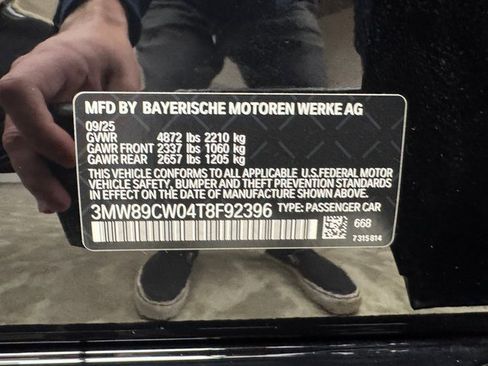 MFD BY BAYERISCHE MOTOREN WERKE AG
09/25
GVWR 4872 lbs 2210 kg
GAWR FRONT 2337 lbs 1060 kg
GAWR REAR 2657 lbs 1205 kg
THIS VEHICLE CONFORMS TO ALL APPLICABLE U.S.FEDERAL MOTOR
VEHICLE SAFETY, BUMPER AND THEFT PREVENTION STANDARDS
IN EFFECT ON THE DATE OF MANUFACTURE SHOWN ABOVE.
3MW89CW04T8F92396 TYPE: PASSENGER CAR
668
7315814